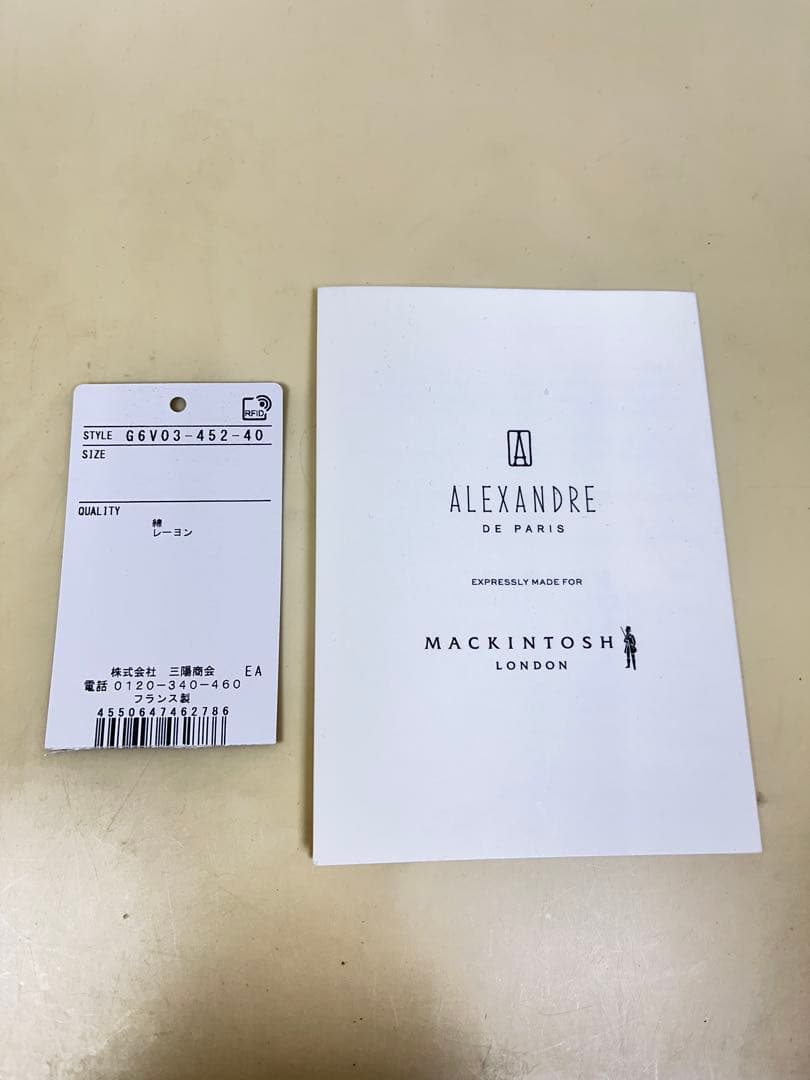 RFID
STYLE G6V03-452-40
SIZE
QUALITY
綿
レーヨン
株式会社 三陽商会 EA
電話 0120-340-460
フランス製
4550647462786
A
ALEXANDRE
DE PARIS
EXPRESSLY MADE FOR
MACKINTOSH
LONDON